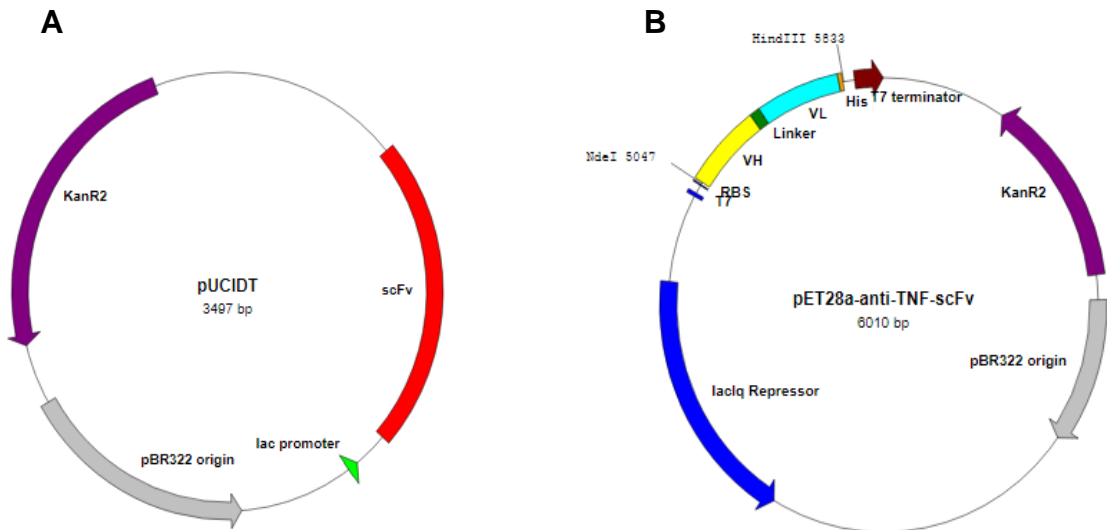 A
KanR2
scFv
pUCIDT
3497 bp
lac promoter
pBR322 origin
B
HindIII 5833
His
T7 terminator
VL
Linker
VH
NdeI 5047
RBS
T7
KanR2
pET28a-anti-TNF-scFv
6010 bp
pBR322 origin
lacIq Repressor